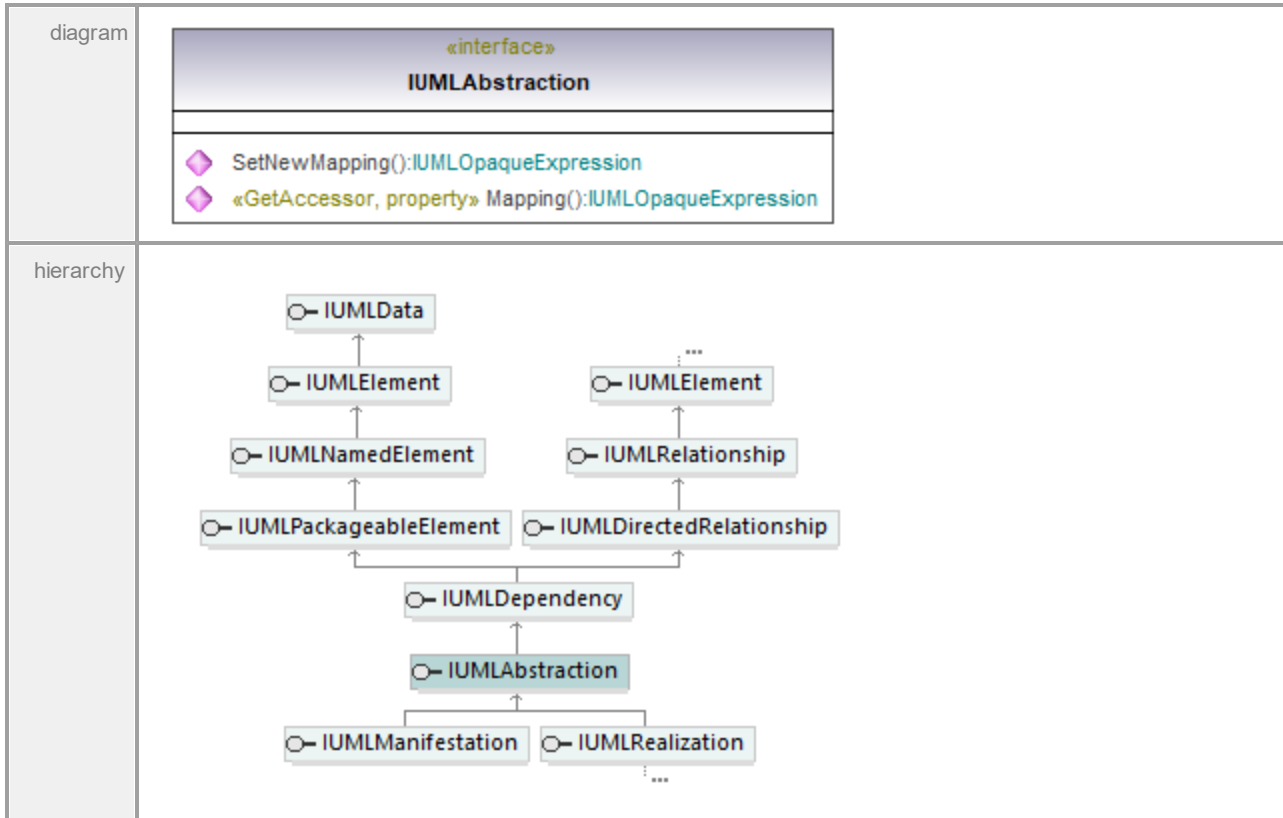 diagram
«interface»
IUMLAbstraction
SetNewMapping():IUMLOpaqueExpression
«GetAccessor, property» Mapping():IUMLOpaqueExpression
hierarchy
IUMLData
...
IUMLElement IUMLElement
IUMLNamedElement IUMLRelationship
IUMLPackageableElement IUMLDirectedRelationship
IUMLDependency
IUMLAbstraction
IUMLManifestation IUMLRealization
...